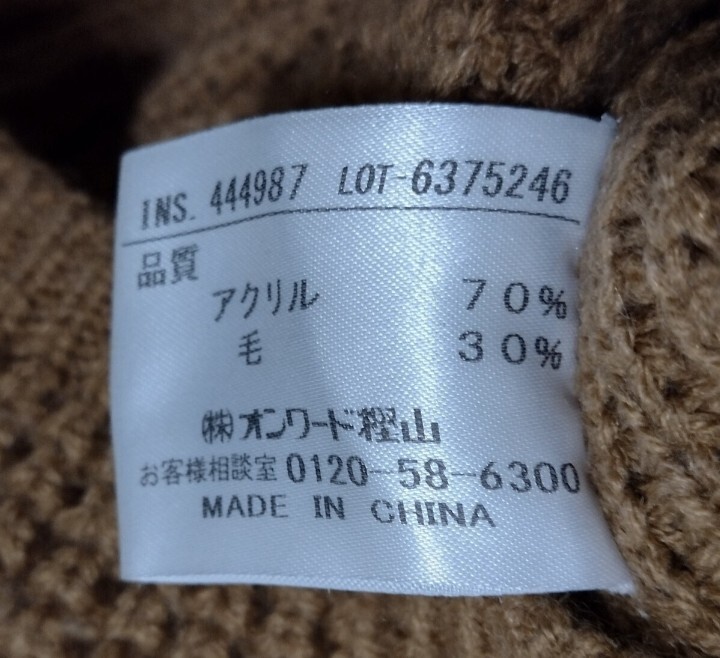 INS. 444987 LOT-6375246
品質
アクリル 70%
毛 30%
㈱オンワード樫山
お客様相談室 0120-58-6300
MADE IN CHINA